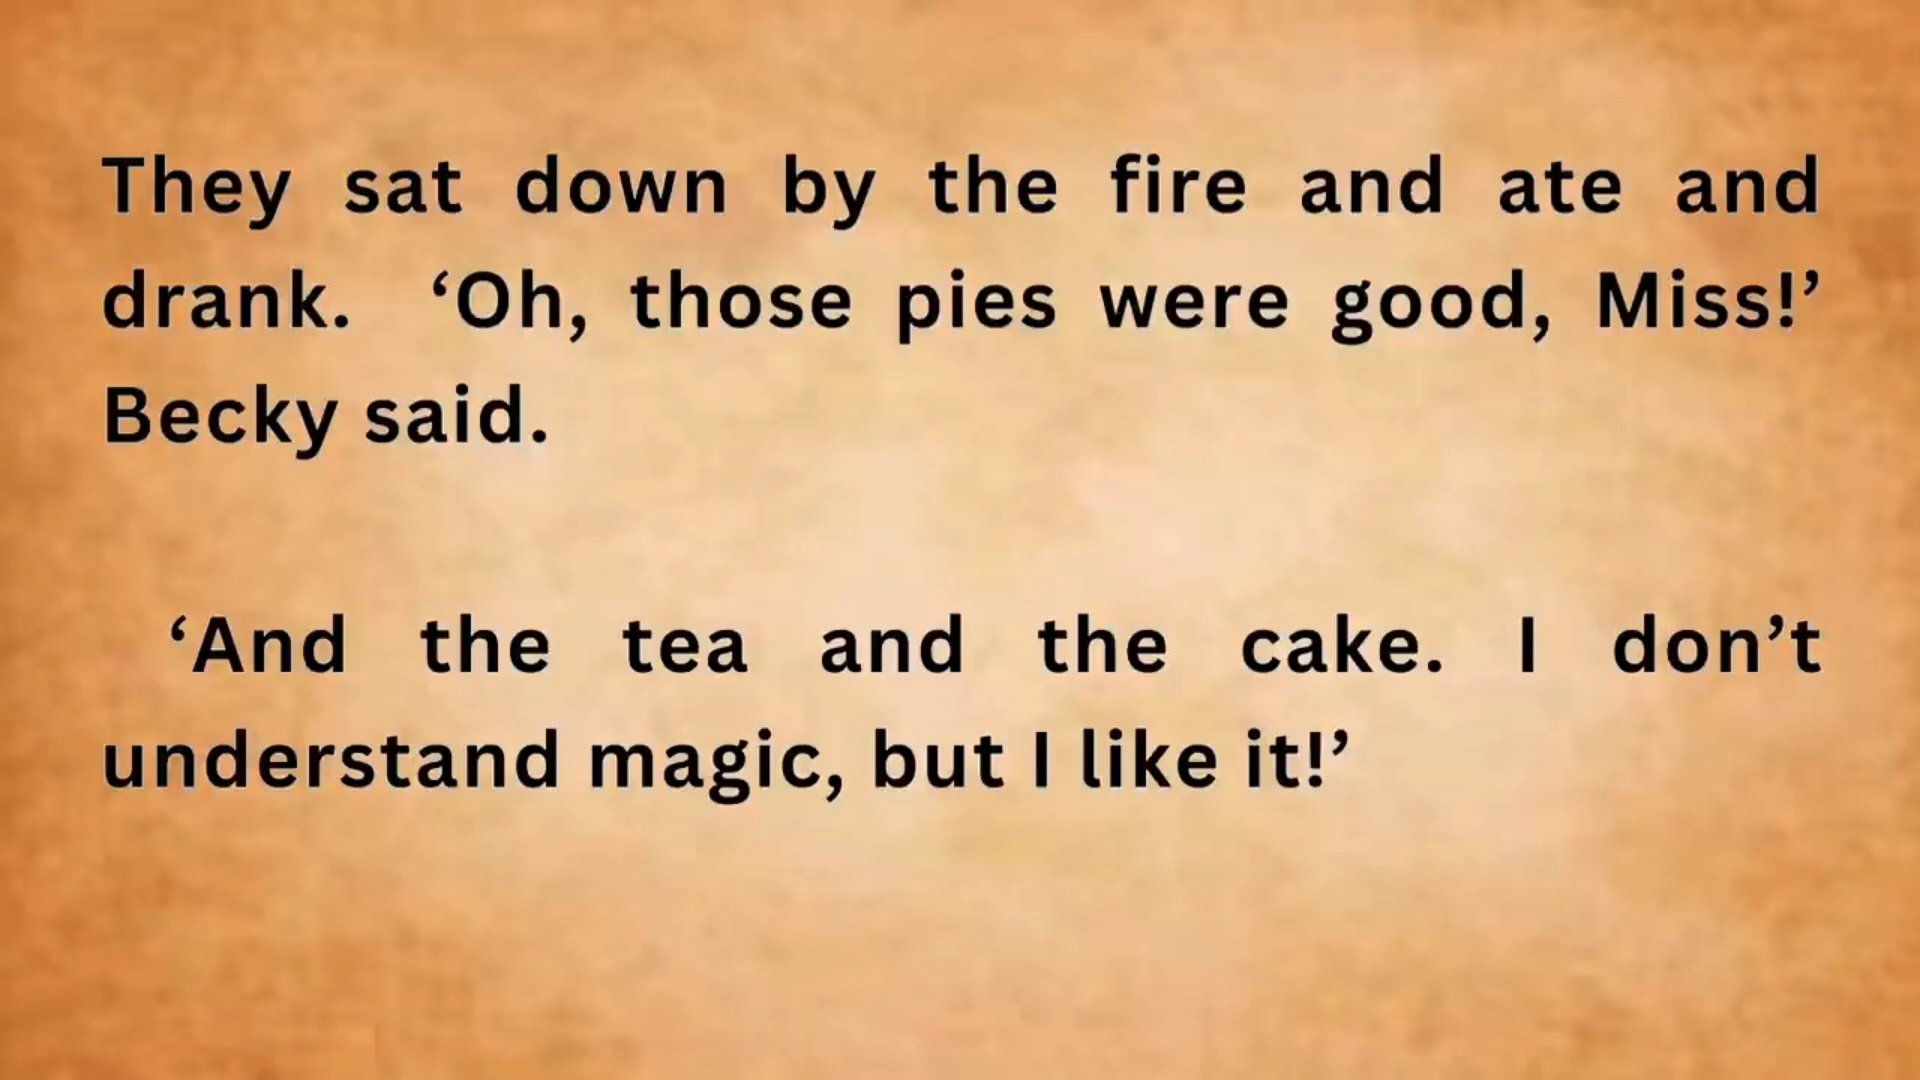 They sat down by the fire and ate and
drank. ‘Oh, those pies were good, Miss!’
Becky said.
‘And the tea and the cake. I don’t
understand magic, but I like it!’